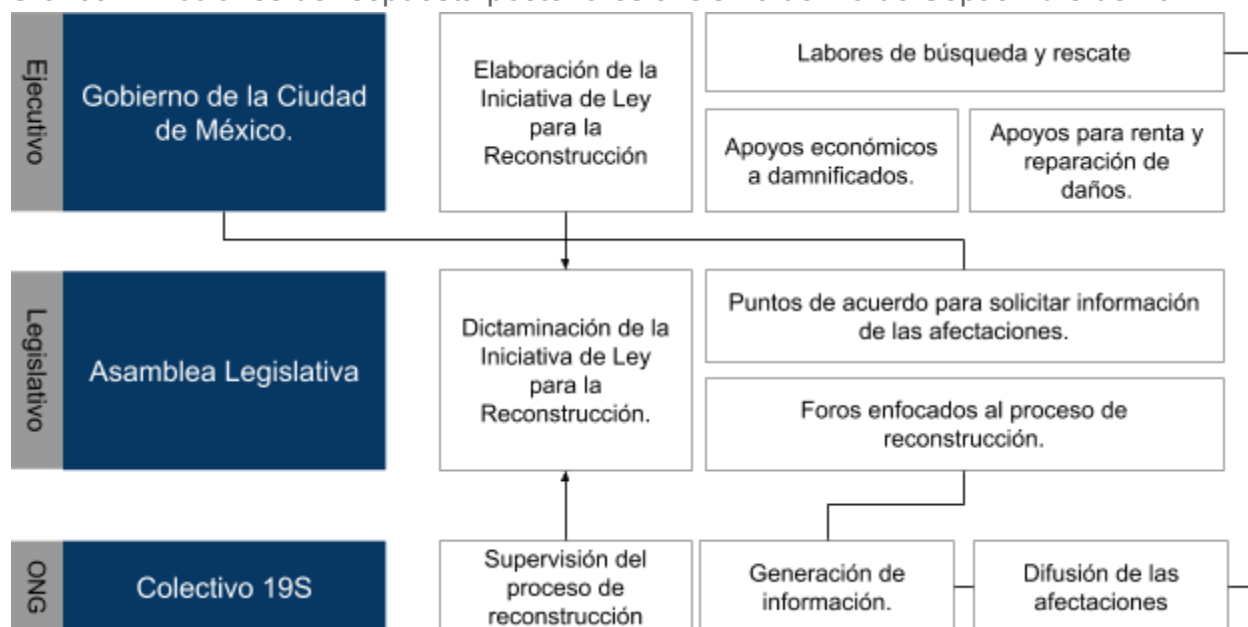 Ejecutivo
Gobierno de la Ciudad
de México.
Elaboración de la
Iniciativa de Ley
para la
Reconstrucción
Labores de búsqueda y rescate
Apoyos económicos
a damnificados.
Apoyos para renta y
reparación de
daños.
Legislativo
Asamblea Legislativa
Dictaminación de la
Iniciativa de Ley
para la
Reconstrucción.
Puntos de acuerdo para solicitar información
de las afectaciones.
Foros enfocados al proceso de
reconstrucción.
ONG
Colectivo 19S
Supervisión del
proceso de
reconstrucción
Generación de
información.
Difusión de las
afectaciones